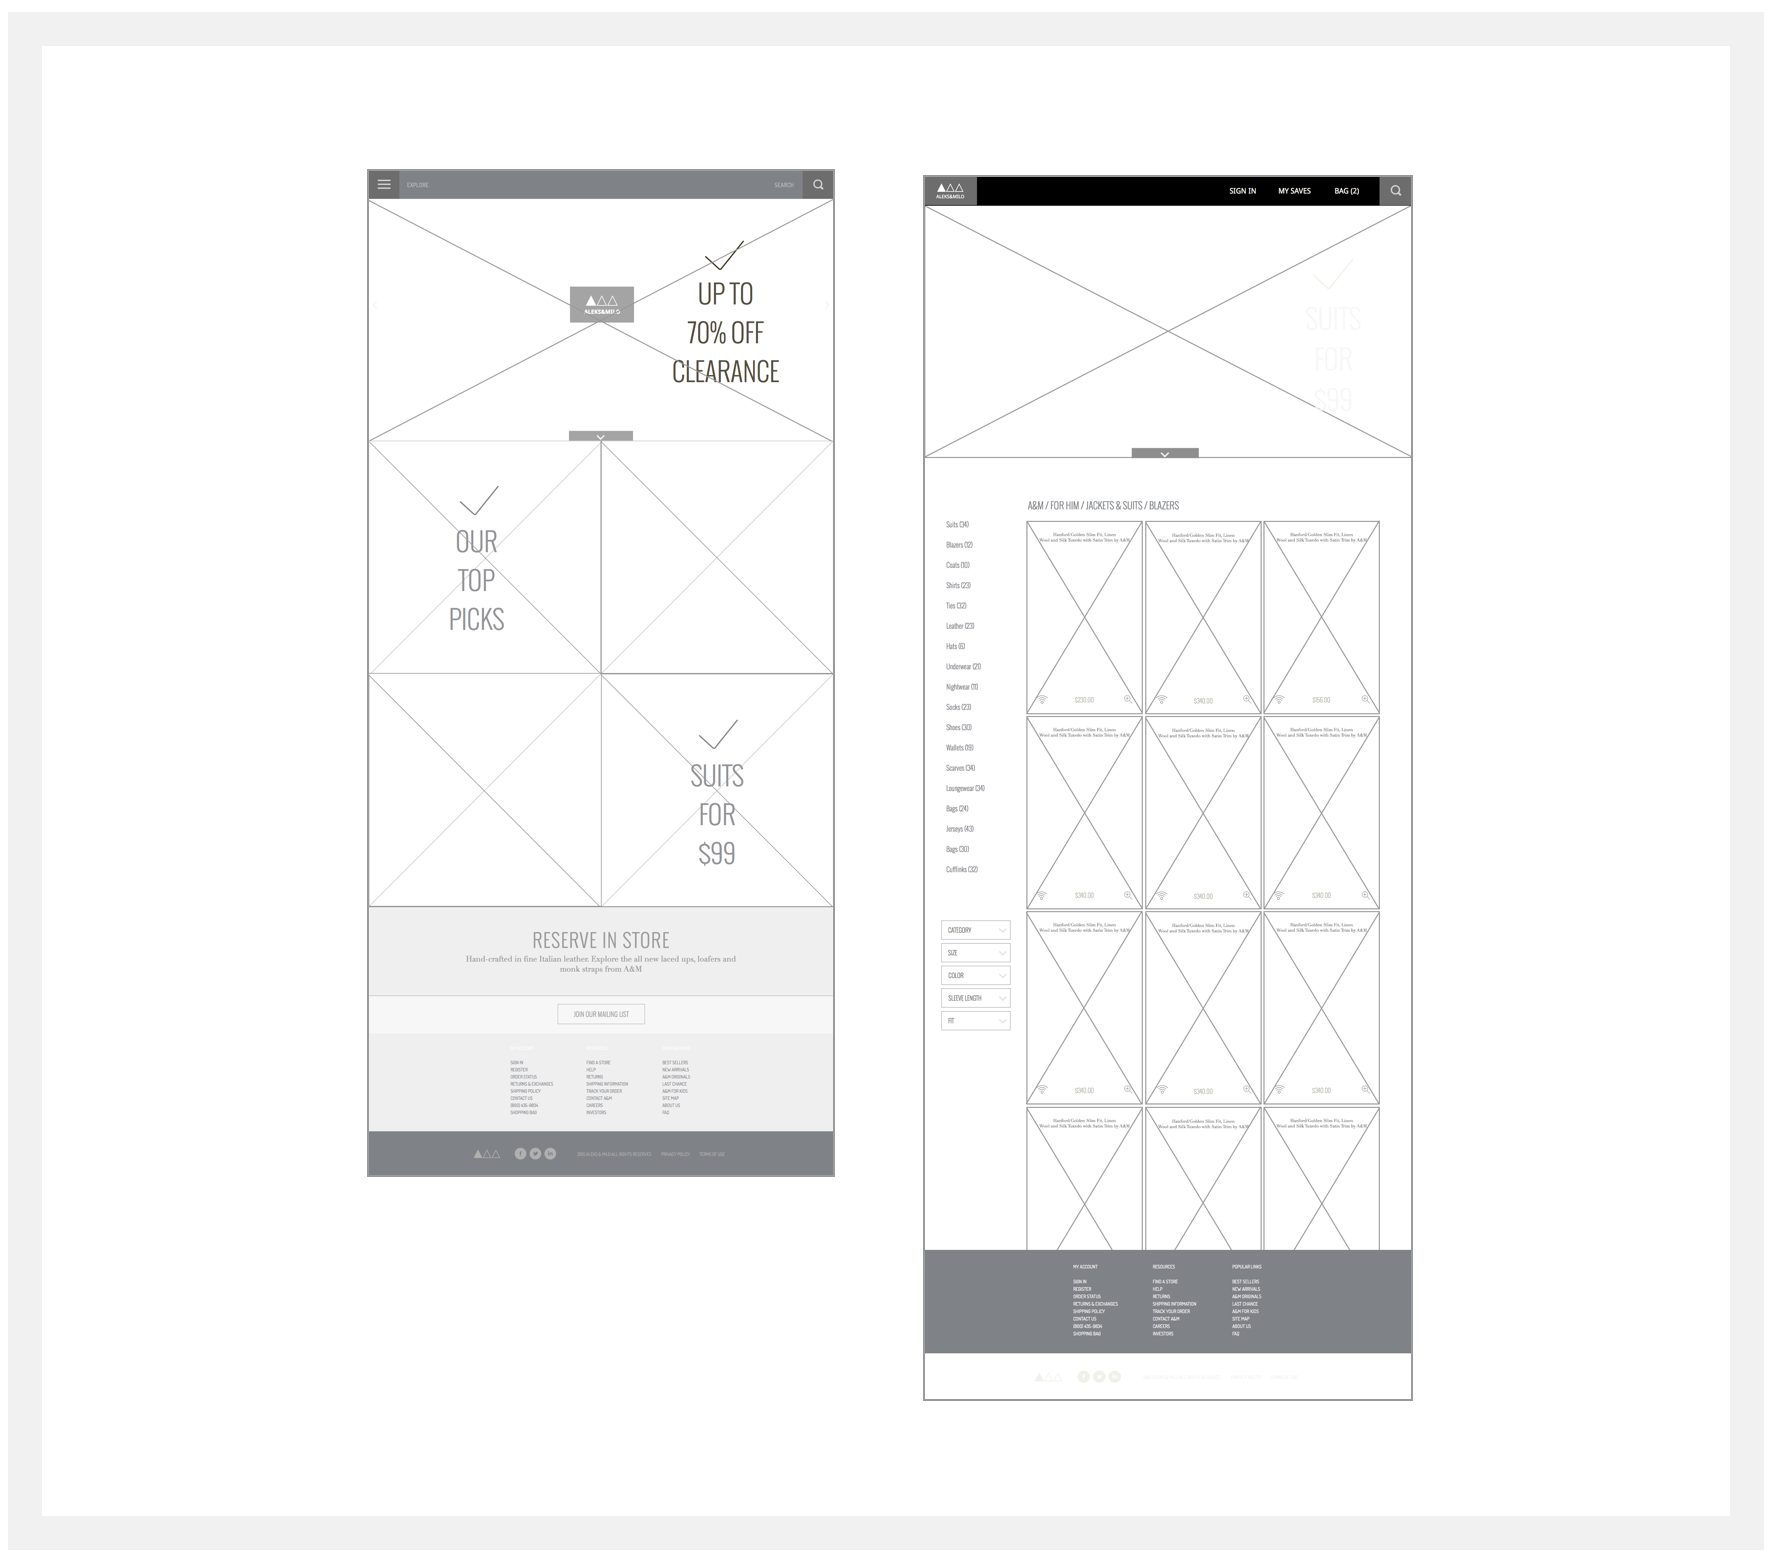 EXPLORE
SEARCH
ALEKS&MILO
UP TO
70% OFF
CLEARANCE
OUR
TOP
PICKS
SUITS
FOR
$99
RESERVE IN STORE
Hand-crafted in fine Italian leather. Explore the all new laced ups, loafers and
monk straps from A&M
JOIN OUR MAILING LIST
SIGN IN
REGISTER
ORDER STATUS
RETURNS & EXCHANGES
SHIPPING POLICY
CONTACT US
SHOPPING BAG
FIND A STORE
HELP
RETURNS
SHIPPING INFORMATION
TRACK YOUR ORDER
CONTACT A&M
CAREERS
INVESTORS
BEST SELLERS
NEW ARRIVALS
A&M ORIGINALS
LAST CHANCE
A&M FOR KIDS
SITE MAP
ABOUT US
FAQ
PRIVACY POLICY
TERMS OF USE
ALEKS&MILO
SIGN IN
MY SAVES
BAG (2)
SUITS
FOR
$99
A&M / FOR HIM / JACKETS & SUITS / BLAZERS
Suits (34)
Blazers (12)
Coats (10)
Shirts (23)
Ties (32)
Leather (23)
Hats (6)
Underwear (21)
Nightwear (11)
Socks (23)
Shoes (30)
Wallets (19)
Scarves (34)
Loungewear (34)
Bags (24)
Jerseys (43)
Bags (30)
Cufflinks (32)
CATEGORY
SIZE
COLOR
SLEEVE LENGTH
FIT
Hanford/Golden Slim Fit, Linen
Wool and Silk Tuxedo with Satin Trim by A&M
$230.00
Hanford/Golden Slim Fit, Linen
Wool and Silk Tuxedo with Satin Trim by A&M
$340.00
Hanford/Golden Slim Fit, Linen
Wool and Silk Tuxedo with Satin Trim by A&M
$156.00
Hanford/Golden Slim Fit, Linen
Wool and Silk Tuxedo with Satin Trim by A&M
$340.00
Hanford/Golden Slim Fit, Linen
Wool and Silk Tuxedo with Satin Trim by A&M
$340.00
Hanford/Golden Slim Fit, Linen
Wool and Silk Tuxedo with Satin Trim by A&M
$340.00
Hanford/Golden Slim Fit, Linen
Wool and Silk Tuxedo with Satin Trim by A&M
$340.00
Hanford/Golden Slim Fit, Linen
Wool and Silk Tuxedo with Satin Trim by A&M
$340.00
Hanford/Golden Slim Fit, Linen
Wool and Silk Tuxedo with Satin Trim by A&M
$340.00
Hanford/Golden Slim Fit, Linen
Wool and Silk Tuxedo with Satin Trim by A&M
Hanford/Golden Slim Fit, Linen
Wool and Silk Tuxedo with Satin Trim by A&M
Hanford/Golden Slim Fit, Linen
Wool and Silk Tuxedo with Satin Trim by A&M
MY ACCOUNT
SIGN IN
REGISTER
ORDER STATUS
RETURNS & EXCHANGES
SHIPPING POLICY
CONTACT US
SHOPPING BAG
RESOURCES
FIND A STORE
HELP
RETURNS
SHIPPING INFORMATION
TRACK YOUR ORDER
CONTACT A&M
CAREERS
INVESTORS
POPULAR LINKS
BEST SELLERS
NEW ARRIVALS
A&M ORIGINALS
LAST CHANCE
A&M FOR KIDS
SITE MAP
ABOUT US
FAQ